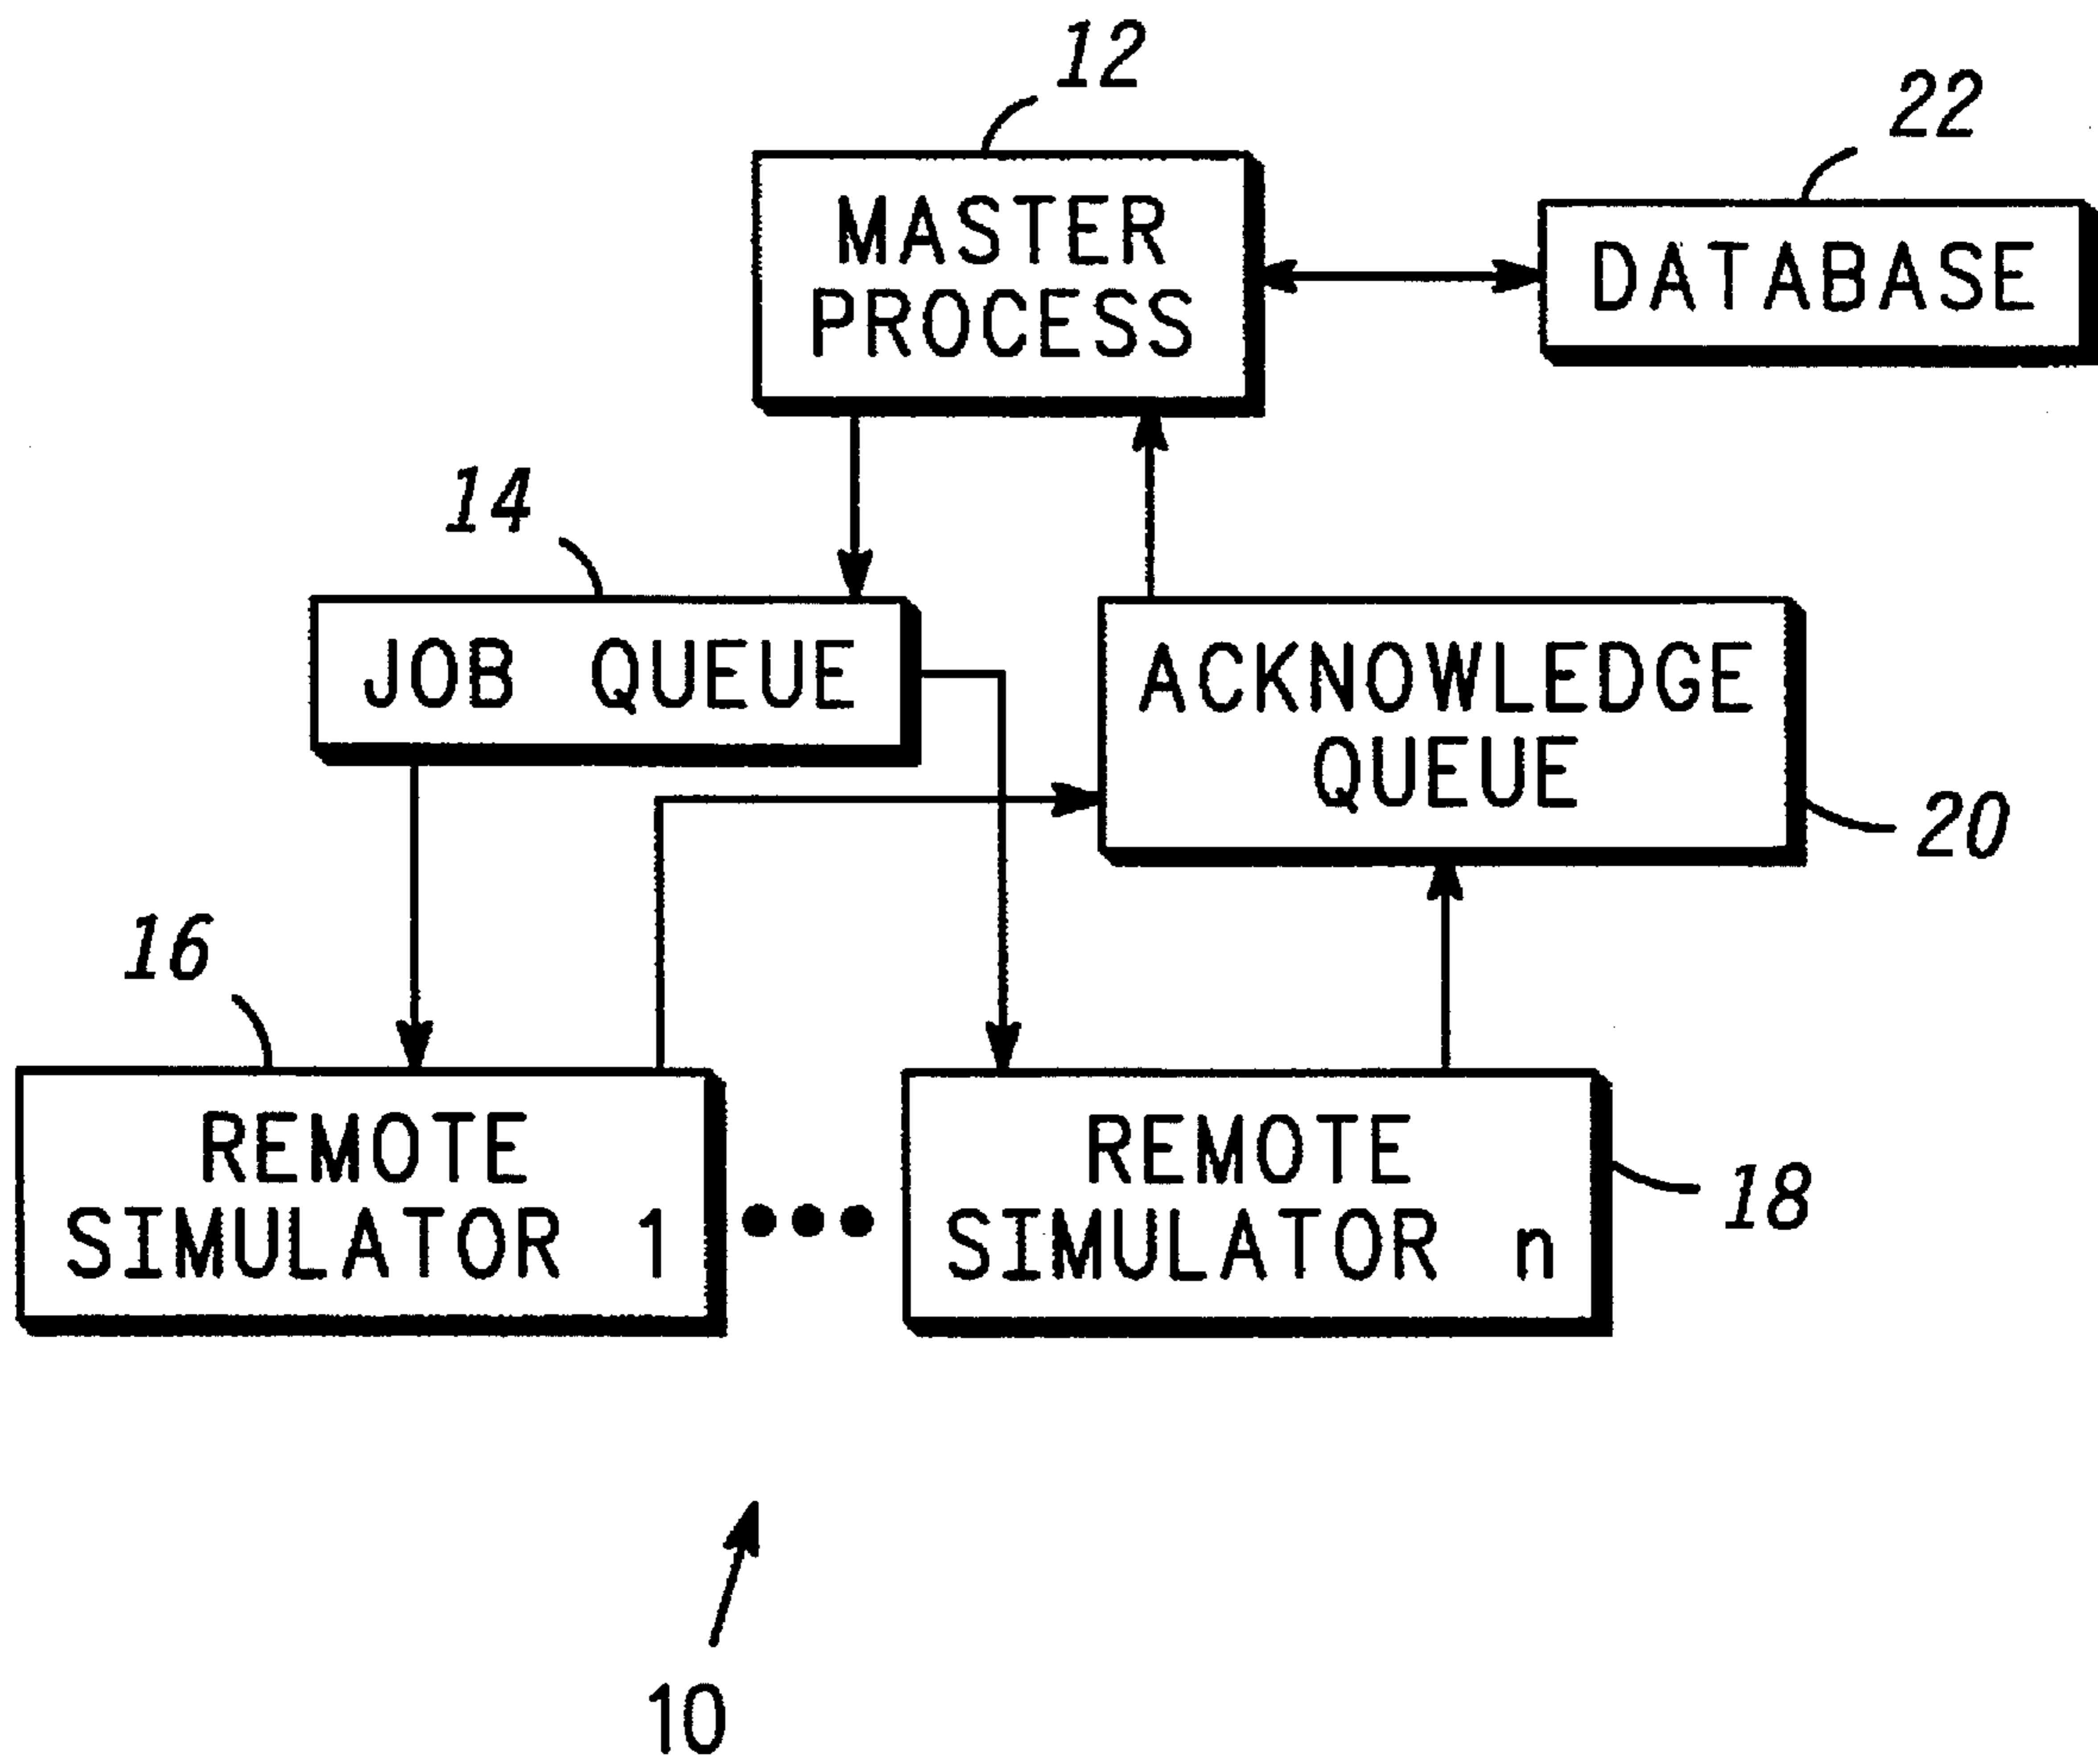 12
22
MASTER
PROCESS
DATABASE
14
JOB QUEUE
ACKNOWLEDGE
QUEUE
20
16
REMOTE
SIMULATOR 1
REMOTE
SIMULATOR n
18
10